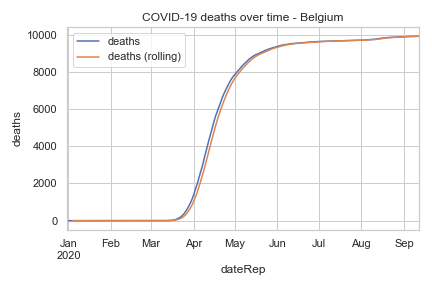 COVID-19 deaths over time - Belgium
deaths
deaths (rolling)
10000
8000
6000
4000
2000
0
deaths
Jan Feb Mar Apr May Jun Jul Aug Sep
2020
dateRep